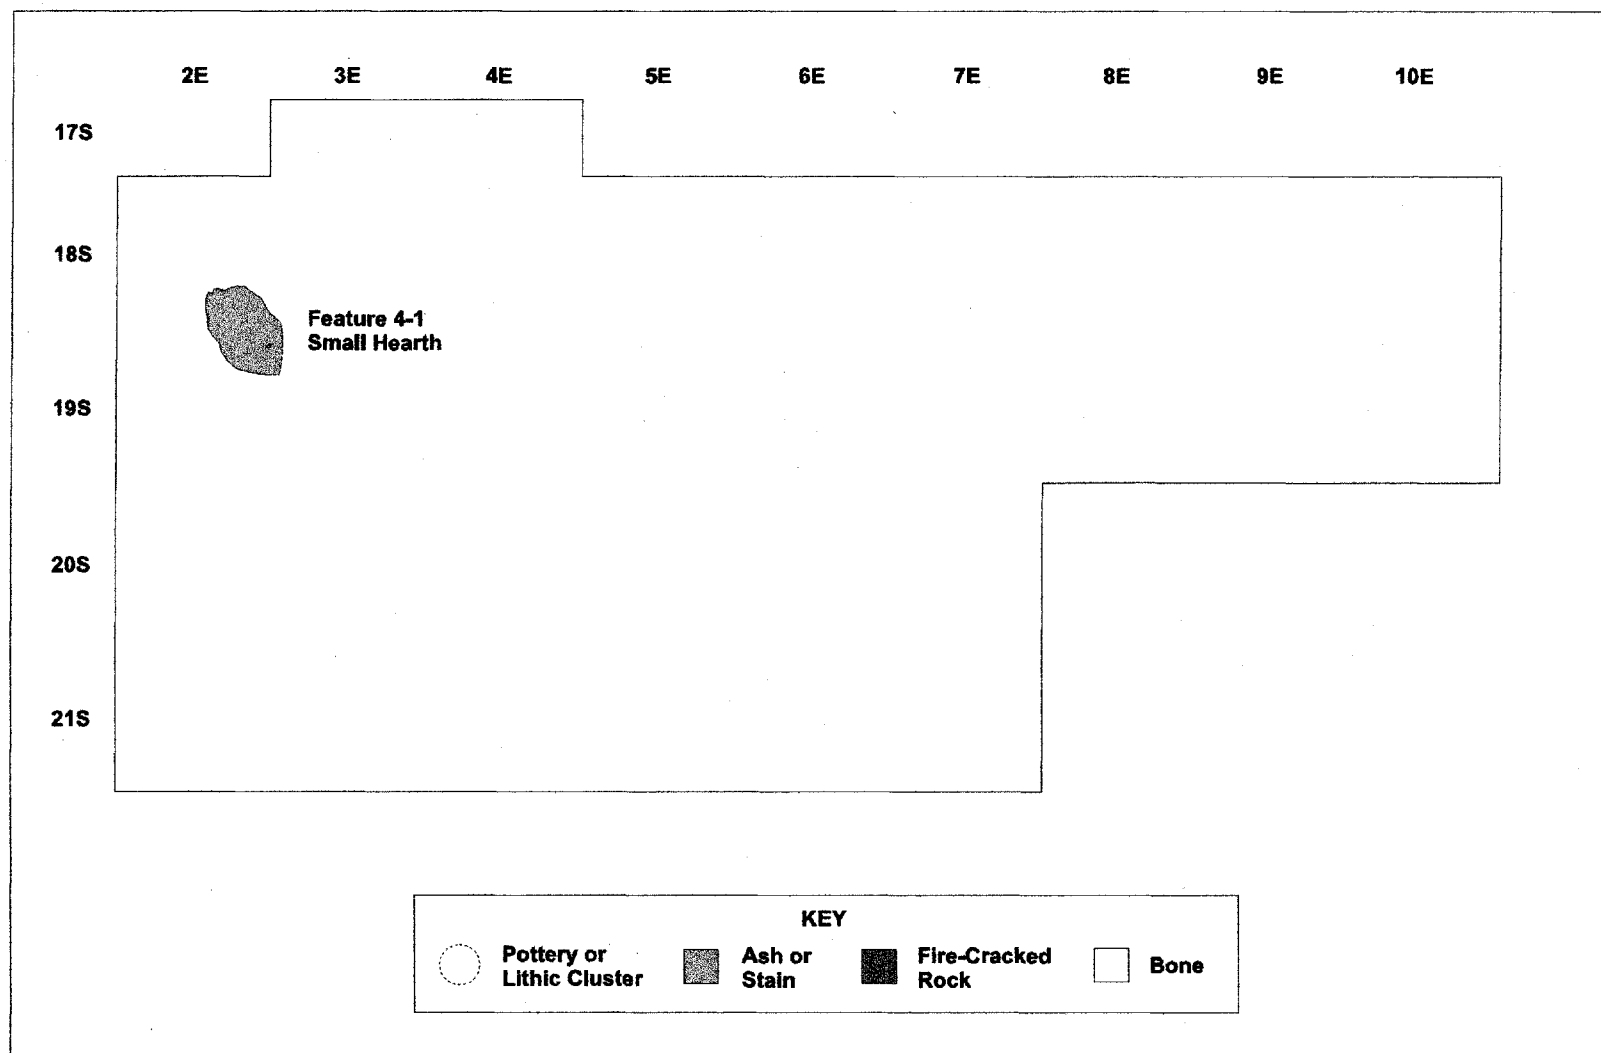 2E 3E 4E 5E 6E 7E 8E 9E 10E
17S
18S
Feature 4-1
Small Hearth
19S
20S
21S
KEY
Pottery or
Lithic Cluster
Ash or
Stain
Fire-Cracked
Rock
Bone